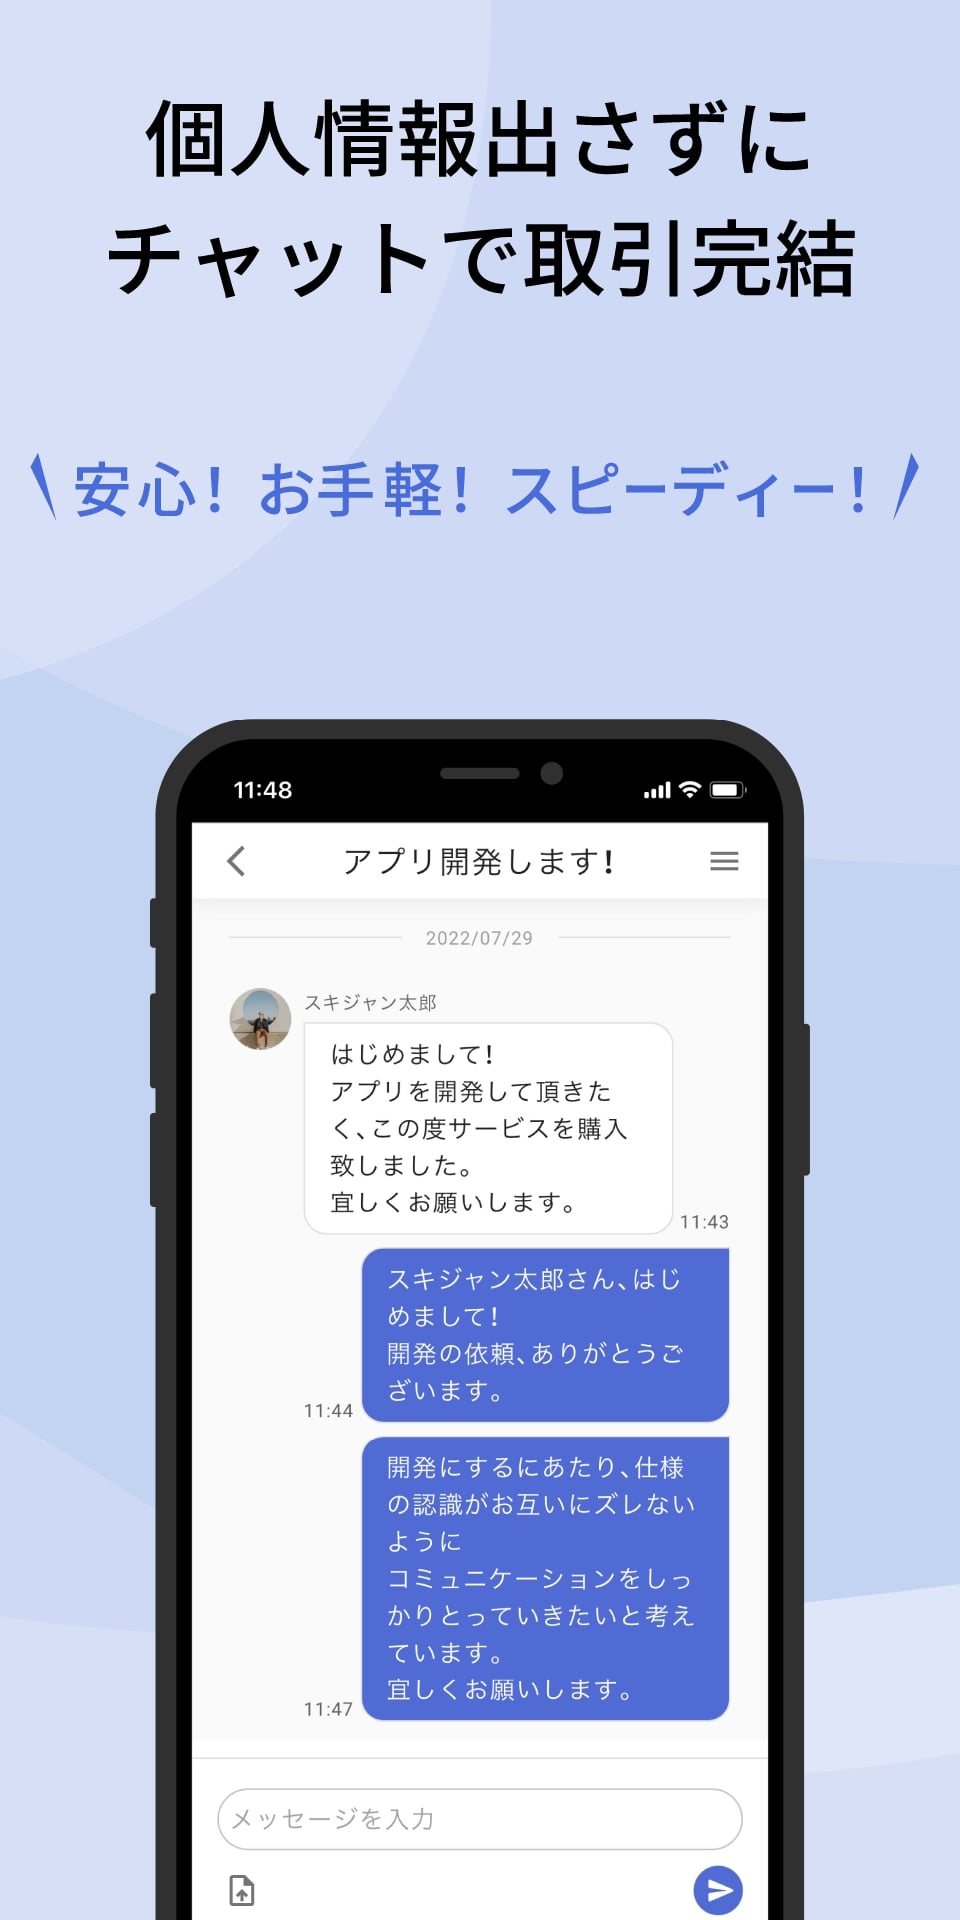 個人情報出さずに
チャットで取引完結
安心！お手軽！スピーディー！
11:48
アプリ開発します！
2022/07/29
スキジャン太郎
はじめまして！
アプリを開発して頂きた
く、この度サービスを購入
致しました。
宜しくお願いします。
11:43
スキジャン太郎さん、はじ
めまして！
開発の依頼、ありがとうご
ざいます。
11:44
開発にするにあたり、仕様
の認識がお互いにズレない
ように
コミュニケーションをしっ
かりとっていきたいと考え
ています。
宜しくお願いします。
11:47
メッセージを入力